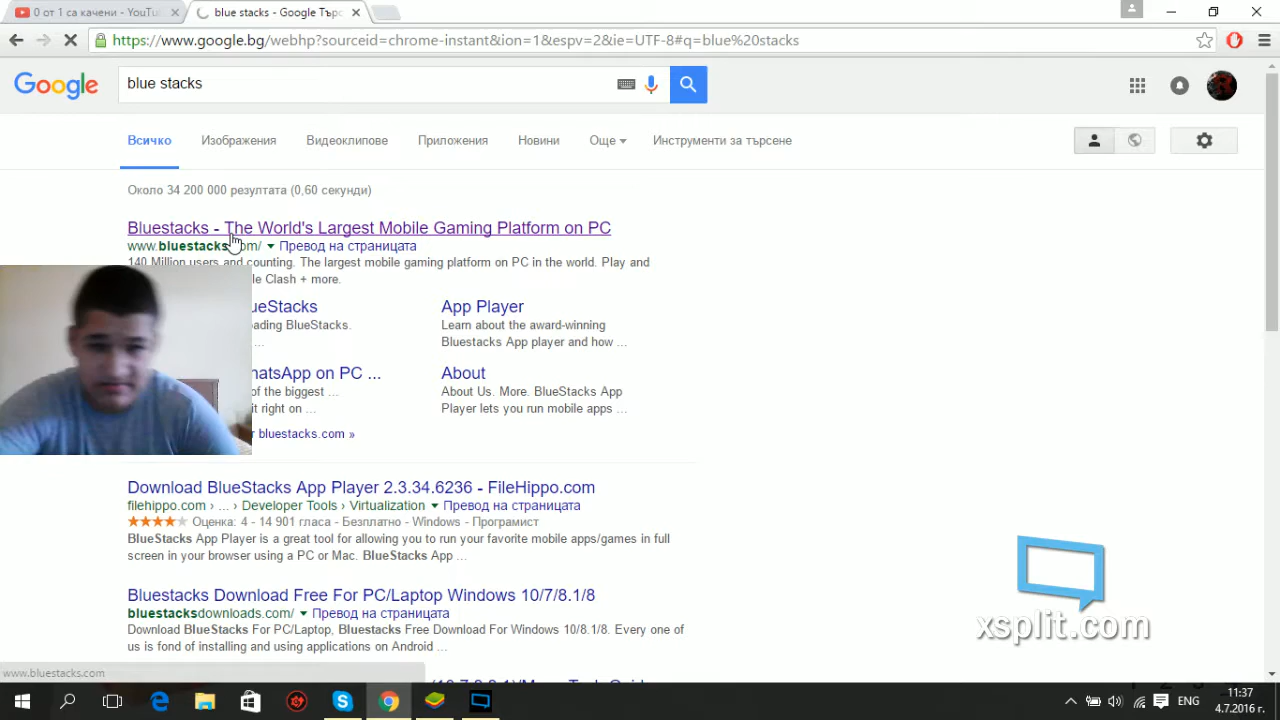 0 от 1 са качени - YouTu
blue stacks - Google Търс
https://www.google.bg/webhp?sourceid=chrome-instant&ion=1&espv=2&ie=UTF-8#q=blue%20stacks
Google
blue stacks
Всичко Изображения Видеоклипове Приложения Новини Още Инструменти за търсене
Около 34 200 000 резултата (0,60 секунди)
Bluestacks - The World's Largest Mobile Gaming Platform on PC
www.bluestacks.com/ Превод на страницата
140 Million users and counting. The largest mobile gaming platform on PC in the world. Play and
le Clash + more.
ueStacks
App Player
ading BlueStacks.
Learn about the award-winning
...
Bluestacks App player and how ...
hatsApp on PC ...
About
of the biggest ...
About Us. More. BlueStacks App
it right on ...
Player lets you run mobile apps ...
r bluestacks.com »
Download BlueStacks App Player 2.3.34.6236 - FileHippo.com
filehippo.com › ... › Developer Tools › Virtualization Превод на страницата
Оценка: 4 - 14 901 гласа - Безплатно - Windows - Програмист
BlueStacks App Player is a great tool for allowing you to run your favorite mobile apps/games in full
screen in your browser using a PC or Mac. BlueStacks App ...
Bluestacks Download Free For PC/Laptop Windows 10/7/8.1/8
bluestacksdownloads.com/ Превод на страницата
Download BlueStacks For PC/Laptop, Bluestacks Free Download For Windows 10/8.1/8. Every one of
us is fond of installing and using applications on Android ...
xsplit.com
www.bluestacks.com
ENG
11:37
4.7.2016 г.